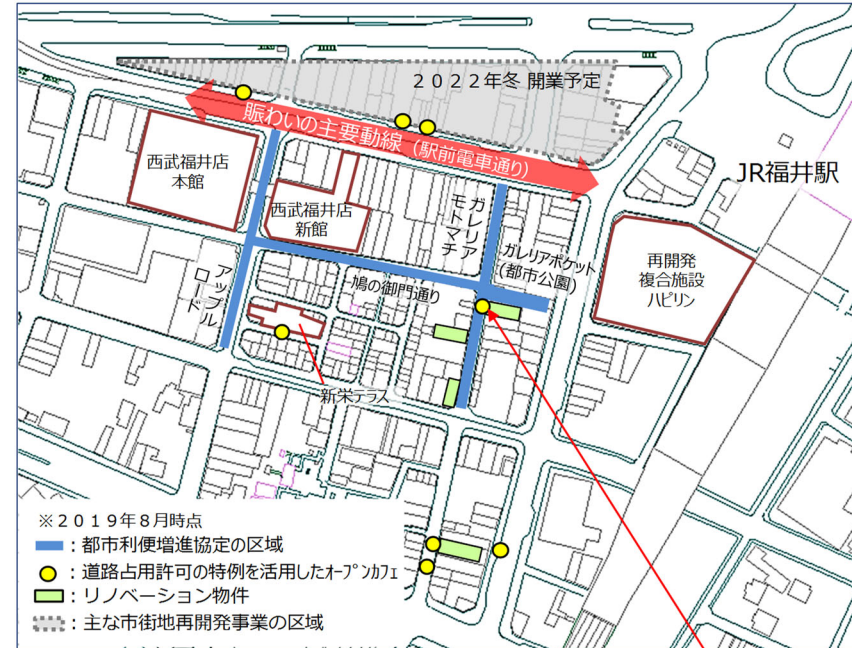 2022年冬 開業予定
賑わいの主要動線（駅前電車通り）
JR福井駅
西武福井店
本館
西武福井店
新館
ガレリア
モトマチ
ガレリアポケット
（都市公園）
再開発
複合施設
ハピリン
アップル
ロード
鳩の御門通り
新栄テラス
※2019年8月時点
：都市利便増進協定の区域
：道路占用許可の特例を活用したオープンカフェ
：リノベーション物件
：主な市街地再開発事業の区域